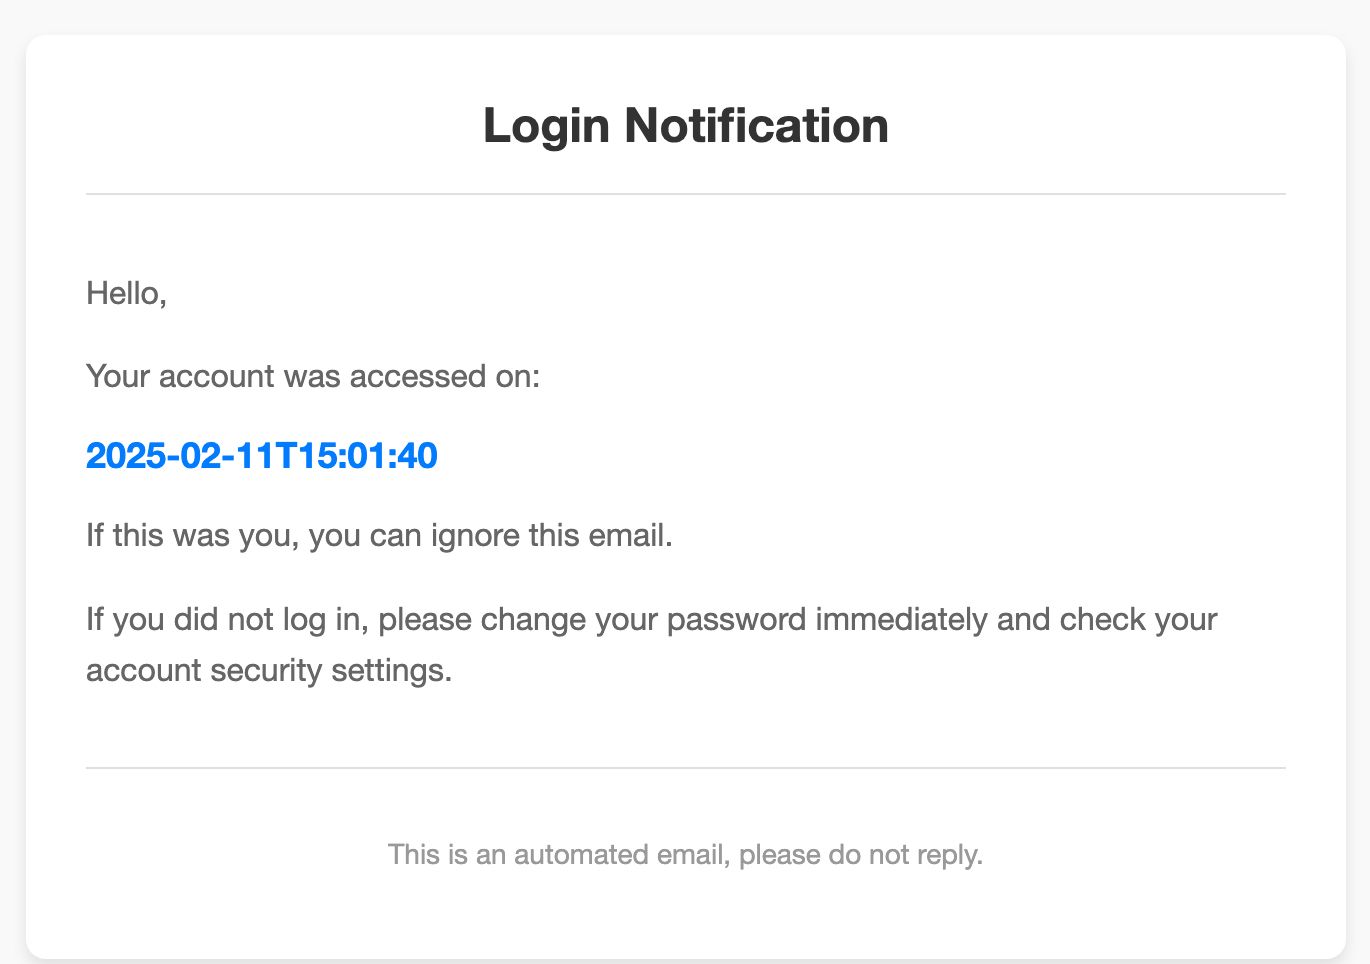 Login Notification
Hello,
Your account was accessed on:
2025-02-11T15:01:40
If this was you, you can ignore this email.
If you did not log in, please change your password immediately and check your
account security settings.
This is an automated email, please do not reply.